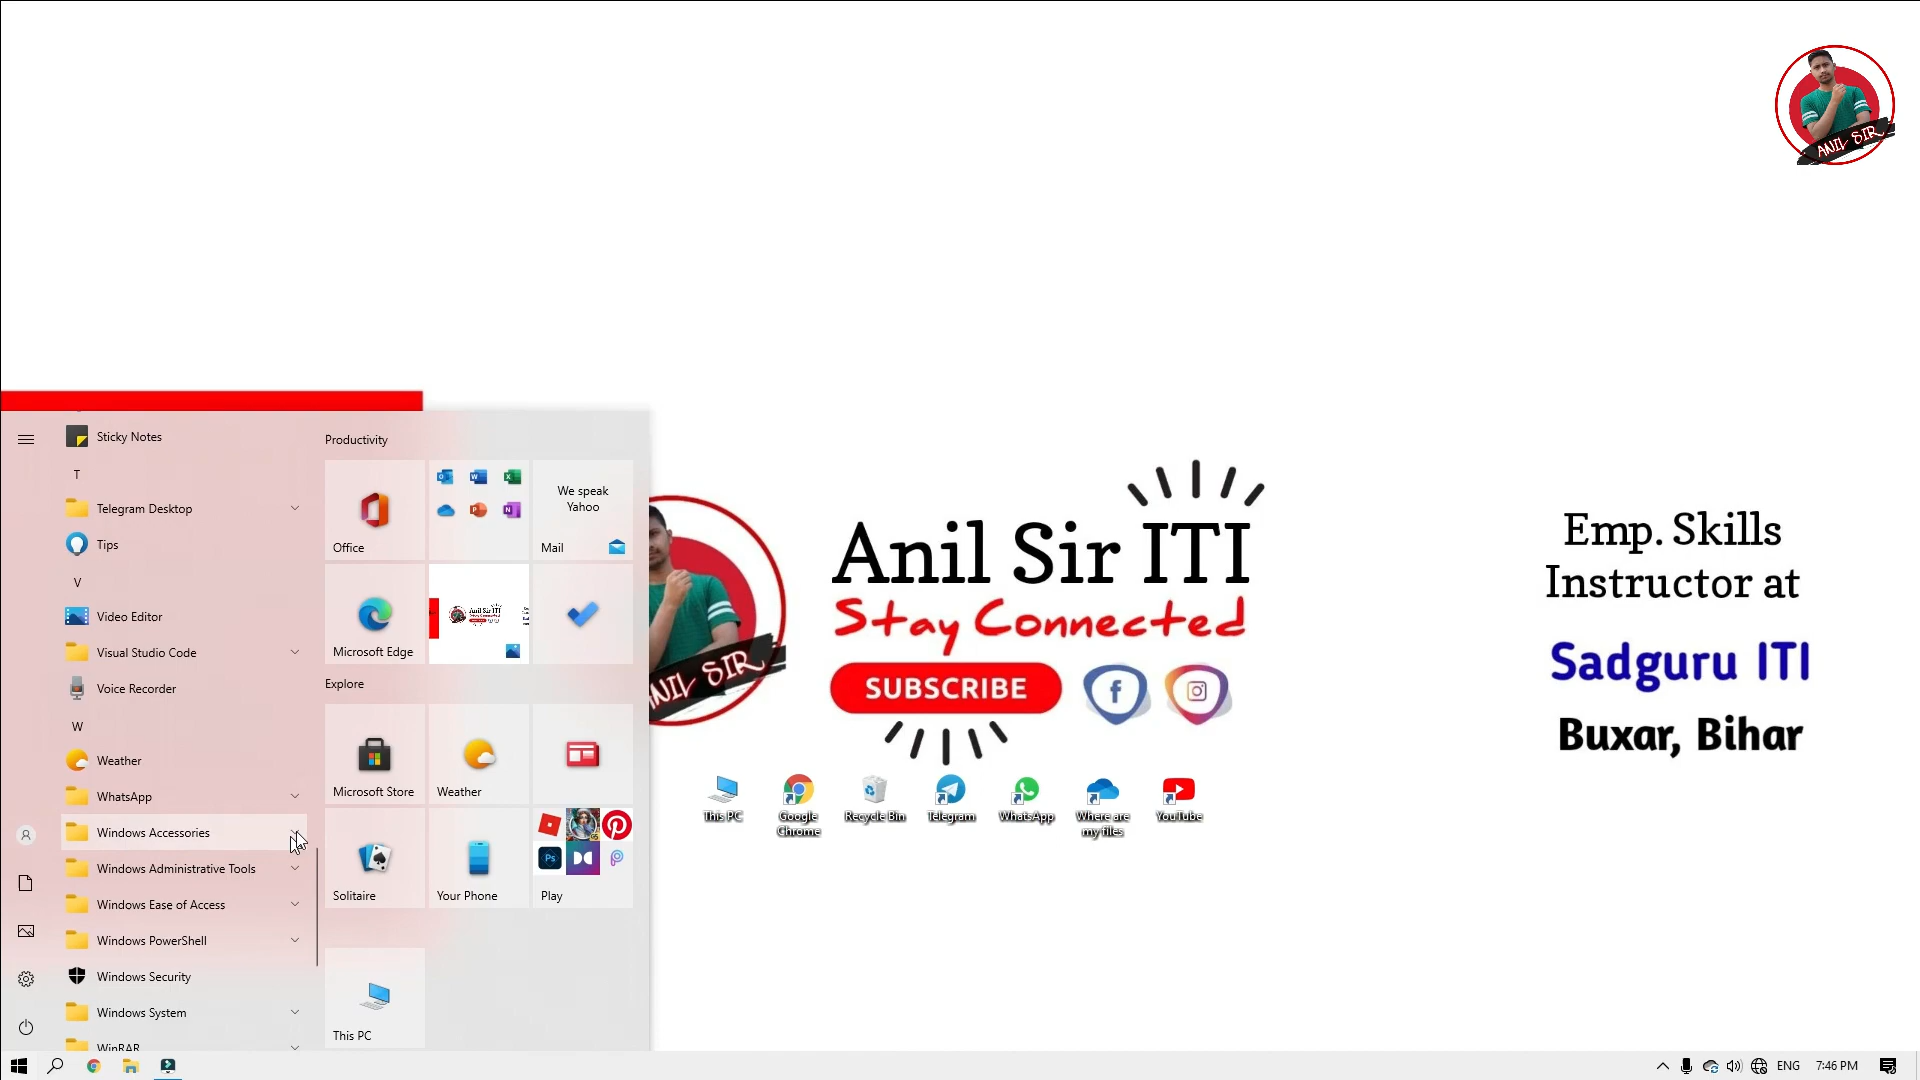 ANIL SIR
Sticky Notes
T
Telegram Desktop
Tips
V
Video Editor
Visual Studio Code
Voice Recorder
W
Weather
WhatsApp
Windows Accessories
Windows Administrative Tools
Windows Ease of Access
Windows PowerShell
Windows Security
Windows System
WinRAR
Productivity
Office
We speak
Yahoo
Mail
Microsoft Edge
Anil Sir ITI
Explore
Microsoft Store
Weather
Solitaire
Your Phone
Ps
Play
This PC
ANIL SIR
Anil Sir ITI
Stay Connected
SUBSCRIBE
Emp. Skills
Instructor at
Sadguru ITI
Buxar, Bihar
This PC
Google
Chrome
Recycle Bin
Telegram
WhatsApp
Where are
my files
YouTube
ENG
7:46 PM